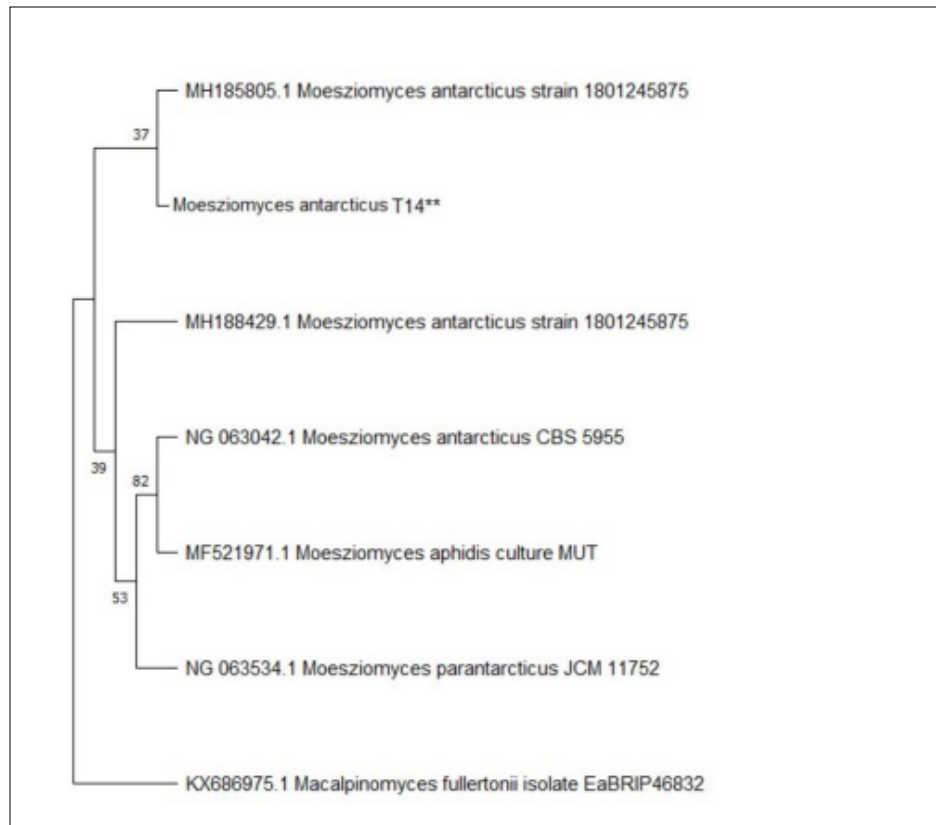 MH185805.1 Moesziomyces antarcticus strain 1801245875
37
Moesziomyces antarcticus T14**
MH188429.1 Moesziomyces antarcticus strain 1801245875
39
NG 063042.1 Moesziomyces antarcticus CBS 5955
82
MF521971.1 Moesziomyces aphidis culture MUT
53
NG 063534.1 Moesziomyces parantarcticus JCM 11752
KX686975.1 Macalpinomyces fullertonii isolate EaBRIP46832